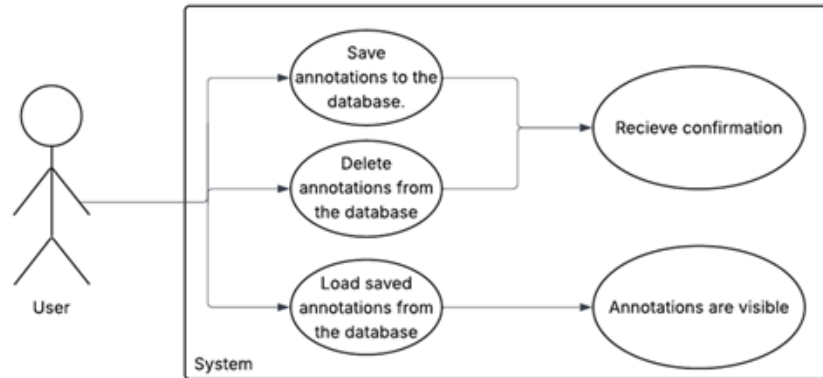 Save
annotations to the
database.
Recieve confirmation
Delete
annotations from
the database
User
Load saved
annotations from
the database
Annotations are visible
System